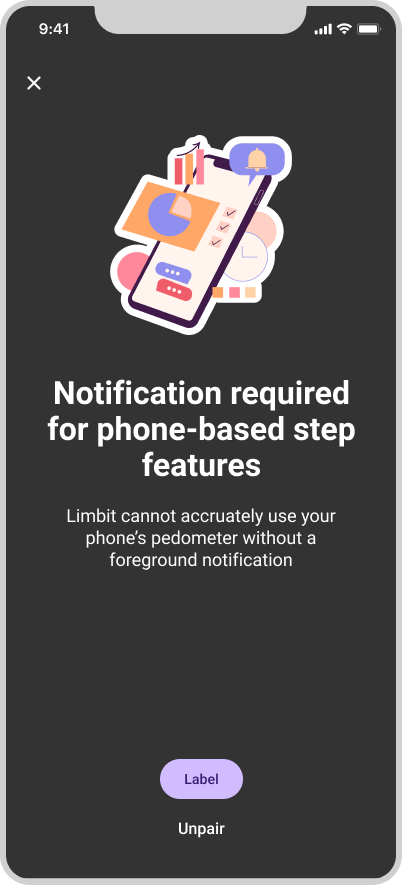 9:41
Notification required
for phone-based step
features
Limbit cannot accruately use your
phone's pedometer without a
foreground notification
Label
Unpair